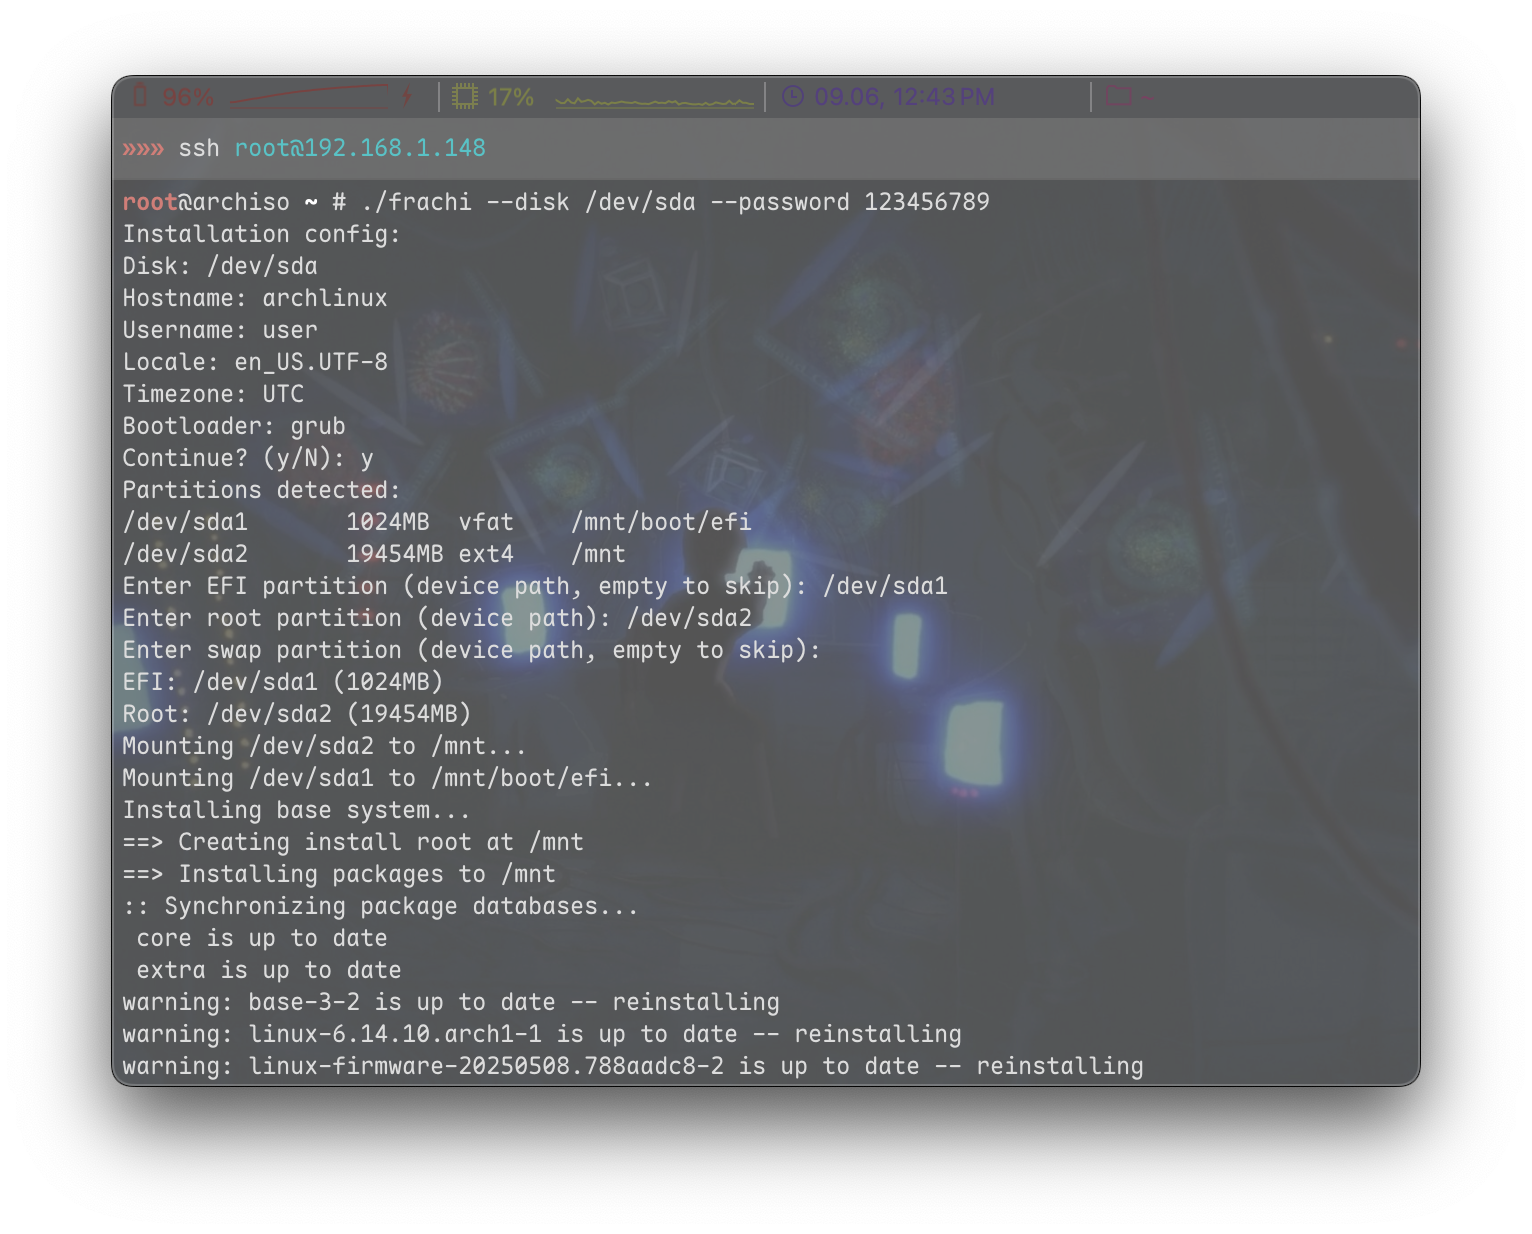 96% 17% 09.06, 12:43 PM ~
»»» ssh root@192.168.1.148
root@archiso ~ # ./frachi --disk /dev/sda --password 123456789
Installation config:
Disk: /dev/sda
Hostname: archlinux
Username: user
Locale: en_US.UTF-8
Timezone: UTC
Bootloader: grub
Continue? (y/N): y
Partitions detected:
/dev/sda1       1024MB  vfat    /mnt/boot/efi
/dev/sda2       19454MB ext4    /mnt
Enter EFI partition (device path, empty to skip): /dev/sda1
Enter root partition (device path): /dev/sda2
Enter swap partition (device path, empty to skip):
EFI: /dev/sda1 (1024MB)
Root: /dev/sda2 (19454MB)
Mounting /dev/sda2 to /mnt...
Mounting /dev/sda1 to /mnt/boot/efi...
Installing base system...
==> Creating install root at /mnt
==> Installing packages to /mnt
:: Synchronizing package databases...
 core is up to date
 extra is up to date
warning: base-3-2 is up to date -- reinstalling
warning: linux-6.14.10.arch1-1 is up to date -- reinstalling
warning: linux-firmware-20250508.788aadc8-2 is up to date -- reinstalling